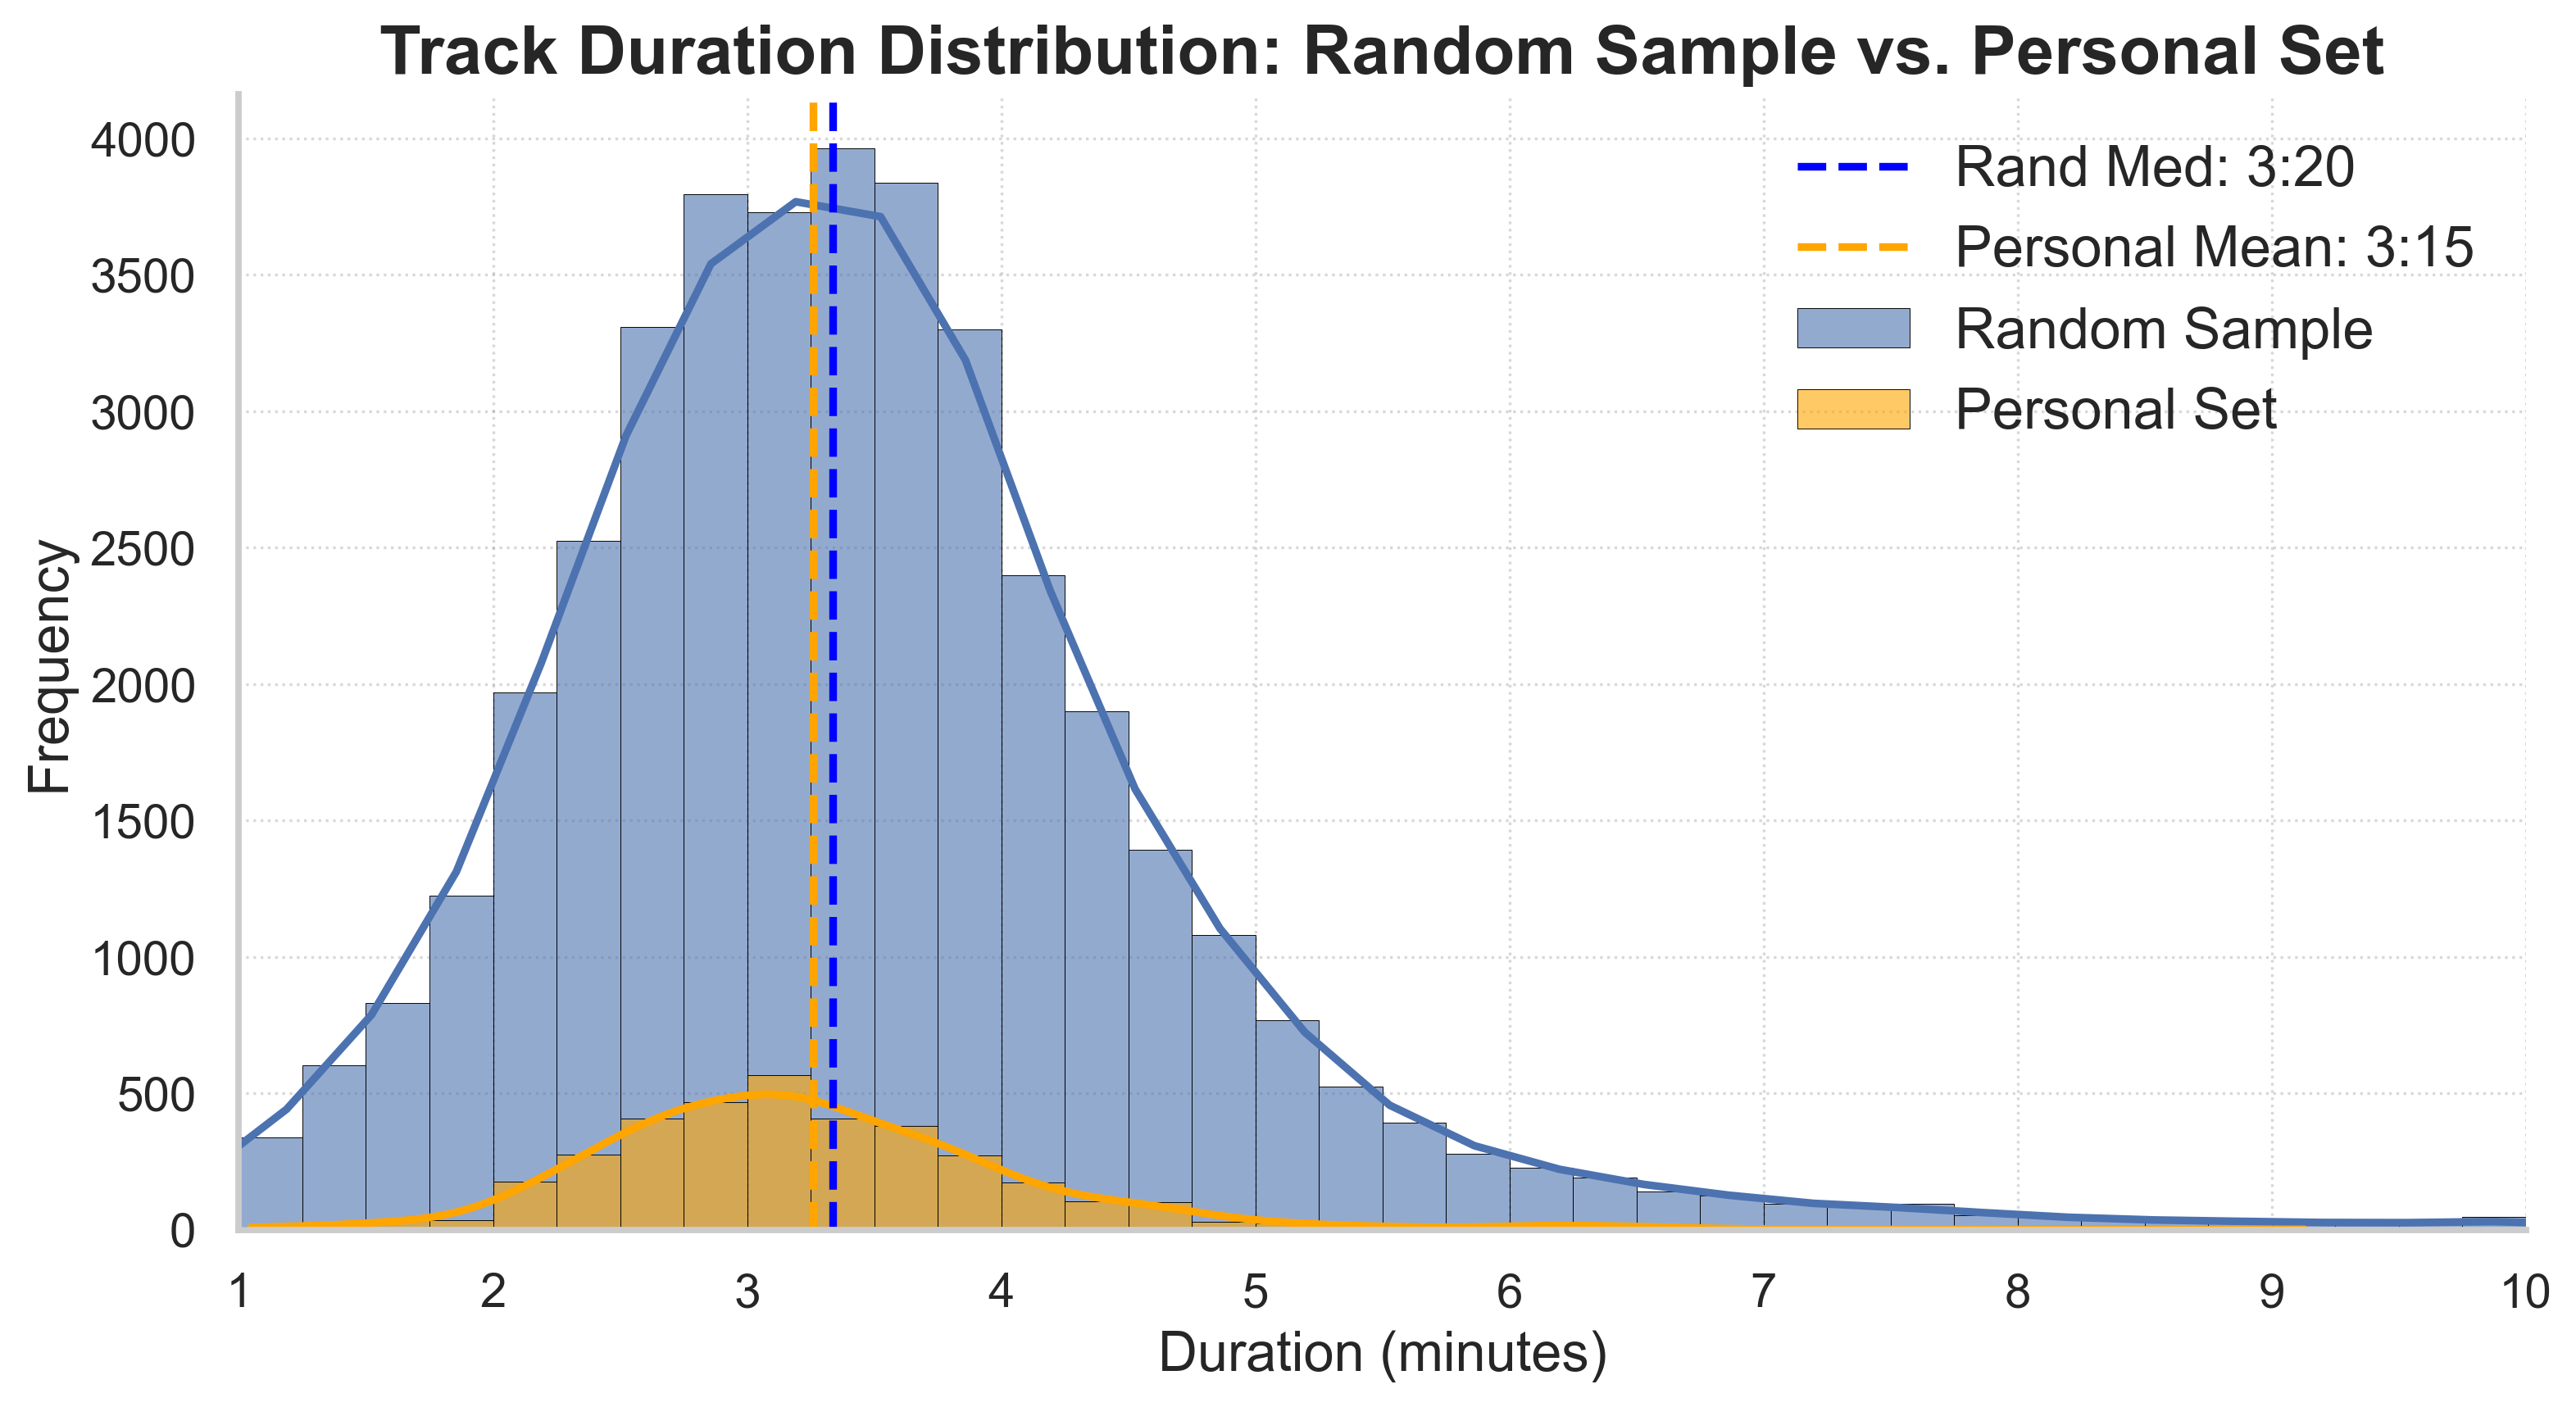 Track Duration Distribution: Random Sample vs. Personal Set
Rand Med: 3:20
Personal Mean: 3:15
Random Sample
Personal Set
Frequency
4000
3500
3000
2500
2000
1500
1000
500
0
1 2 3 4 5 6 7 8 9 10
Duration (minutes)